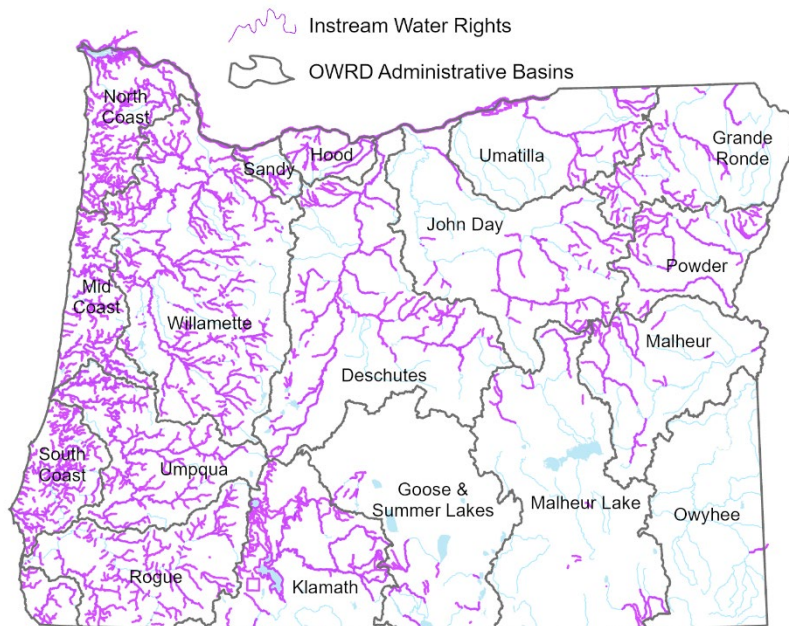 Instream Water Rights
OWRD Administrative Basins
North
Coast
Sandy
Hood
Umatilla
Grande
Ronde
John Day
Powder
Mid
Coast
Willamette
Malheur
Deschutes
South
Coast
Umpqua
Goose &
Summer Lakes
Malheur Lake
Owyhee
Rogue
Klamath